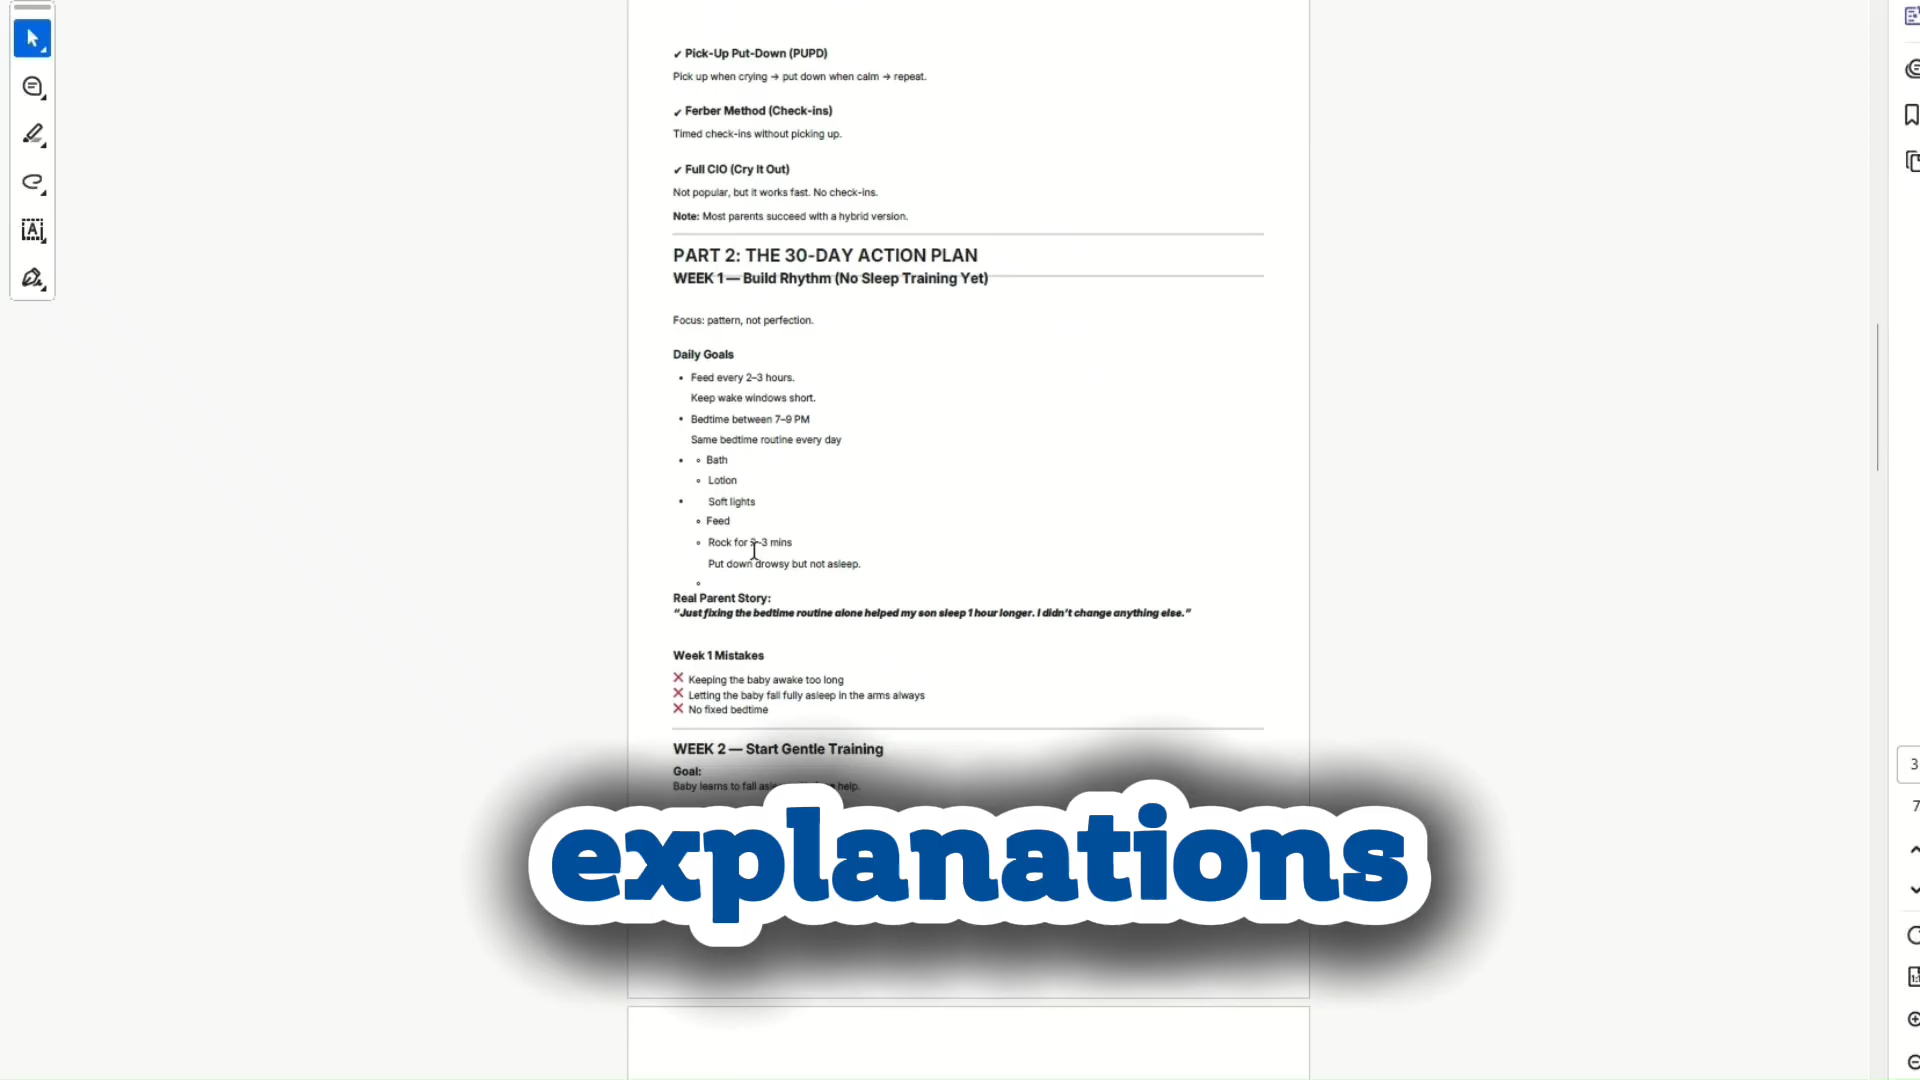 ✔ Pick-Up Put-Down (PUPD)
Pick up when crying → put down when calm → repeat.
✔ Ferber Method (Check-ins)
Timed check-ins without picking up.
✔ Full CIO (Cry It Out)
Not popular, but it works fast. No check-ins.
Note: Most parents succeed with a hybrid version.
PART 2: THE 30-DAY ACTION PLAN
WEEK 1 — Build Rhythm (No Sleep Training Yet)
Focus: pattern, not perfection.
Daily Goals
• Feed every 2–3 hours.
Keep wake windows short.
• Bedtime between 7–9 PM
Same bedtime routine every day
• ◦ Bath
◦ Lotion
• Soft lights
◦ Feed
◦ Rock for 3 mins
Put down drowsy but not asleep.
◦
Real Parent Story:
“Just fixing the bedtime routine alone helped my son sleep 1 hour longer. I didn’t change anything else.”
Week 1 Mistakes
❌ Keeping the baby awake too long
❌ Letting the baby fall fully asleep in the arms always
❌ No fixed bedtime
WEEK 2 — Start Gentle Training
Goal:
Baby learns to fall help.
explanations
3
7